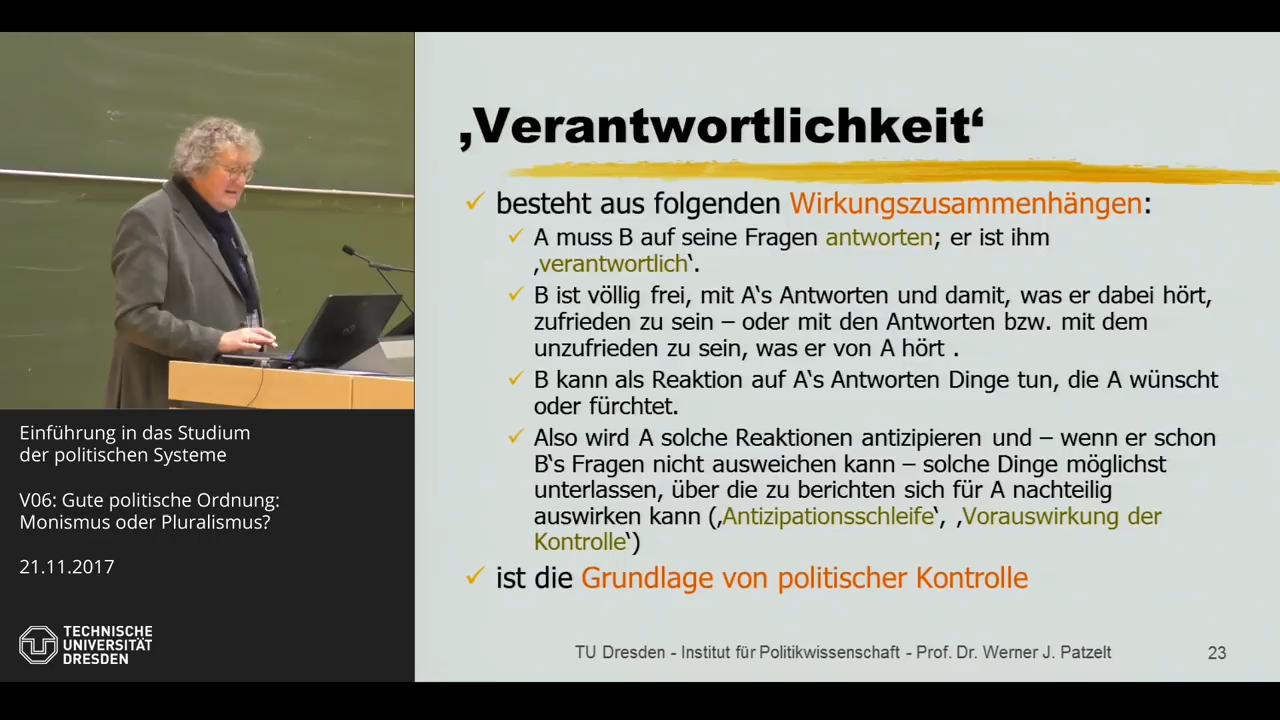 ‚Verantwortlichkeit‘
besteht aus folgenden Wirkungszusammenhängen:
A muss B auf seine Fragen antworten; er ist ihm
‚verantwortlich‘.
B ist völlig frei, mit A‘s Antworten und damit, was er dabei hört,
zufrieden zu sein – oder mit den Antworten bzw. mit dem
unzufrieden zu sein, was er von A hört .
B kann als Reaktion auf A‘s Antworten Dinge tun, die A wünscht
oder fürchtet.
Also wird A solche Reaktionen antizipieren und – wenn er schon
B‘s Fragen nicht ausweichen kann – solche Dinge möglichst
unterlassen, über die zu berichten sich für A nachteilig
auswirken kann (‚Antizipationsschleife‘, ‚Vorauswirkung der
Kontrolle‘)
ist die Grundlage von politischer Kontrolle
TU Dresden - Institut für Politikwissenschaft - Prof. Dr. Werner J. Patzelt
23
Einführung in das Studium
der politischen Systeme
V06: Gute politische Ordnung:
Monismus oder Pluralismus?
21.11.2017
TECHNISCHE
UNIVERSITÄT
DRESDEN